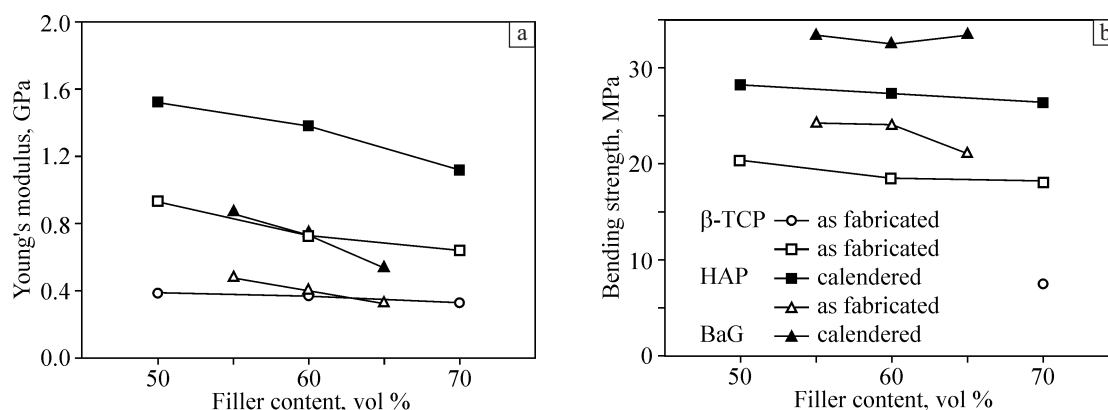 2.0
a
1.6
1.2
0.8
0.4
0.0
50
60
70
Young's modulus, GPa
Filler content, vol %
b
30
20
10
0
50
60
70
Bending strength, MPa
Filler content, vol %
β-TCP as fabricated
as fabricated
HAP calendered
as fabricated
BaG calendered